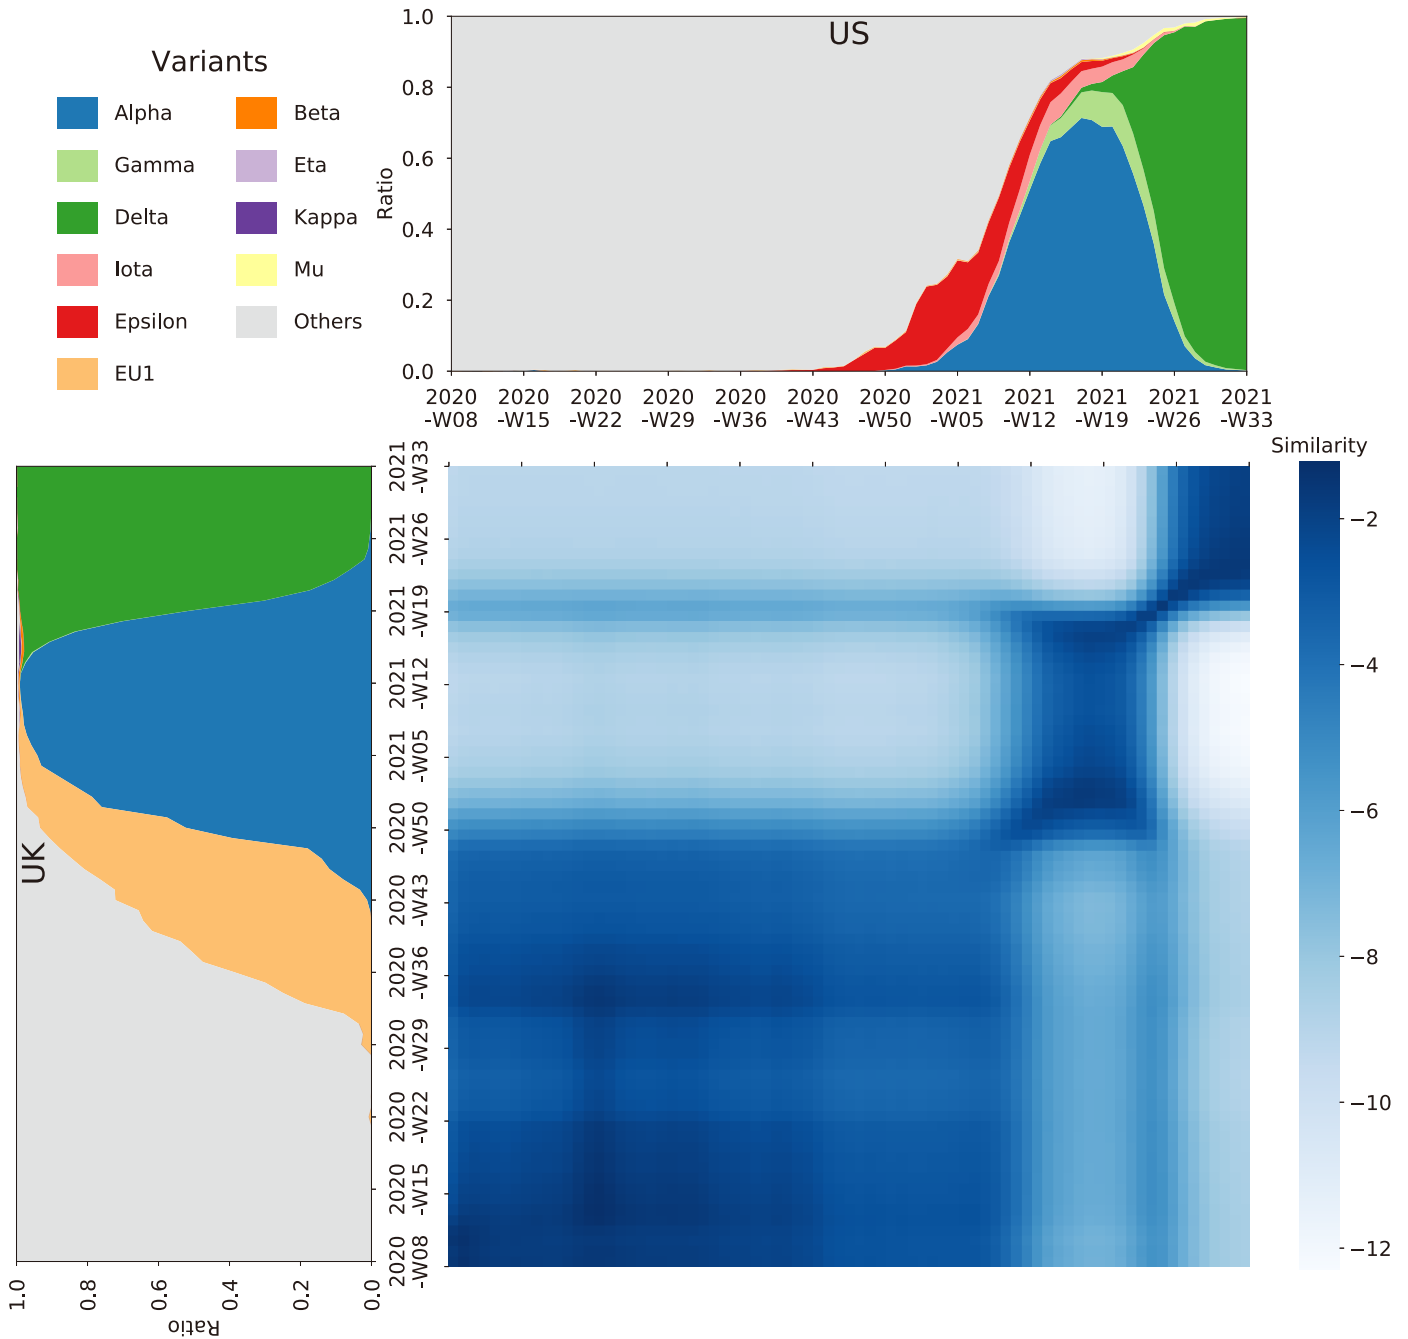 Variants
Alpha
Gamma
Delta
Iota
Epsilon
EU1
Beta
Eta
Kappa
Mu
Others
US
Ratio
1.0
0.8
0.6
0.4
0.2
0.0
2020 2020 2020 2020 2020 2020 2020 2021 2021 2021 2021 2021
-W08 -W15 -W22 -W29 -W36 -W43 -W50 -W05 -W12 -W19 -W26 -W33
UK
2021
-W33
2021
-W26
2021
-W19
2021
-W12
2021
-W05
2020
-W50
2020
-W43
2020
-W36
2020
-W29
2020
-W22
2020
-W15
2020
-W08
1.0 0.8 0.6 0.4 0.2 0.0
Ratio
Similarity
−2
−4
−6
−8
−10
−12